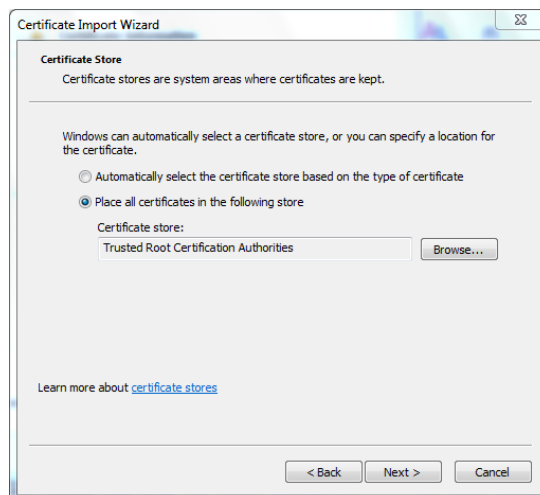 Certificate Import Wizard
Certificate Store
Certificate stores are system areas where certificates are kept.
Windows can automatically select a certificate store, or you can specify a location for
the certificate.
Automatically select the certificate store based on the type of certificate
Place all certificates in the following store
Certificate store:
Trusted Root Certification Authorities
Browse...
Learn more about certificate stores
< Back
Next >
Cancel